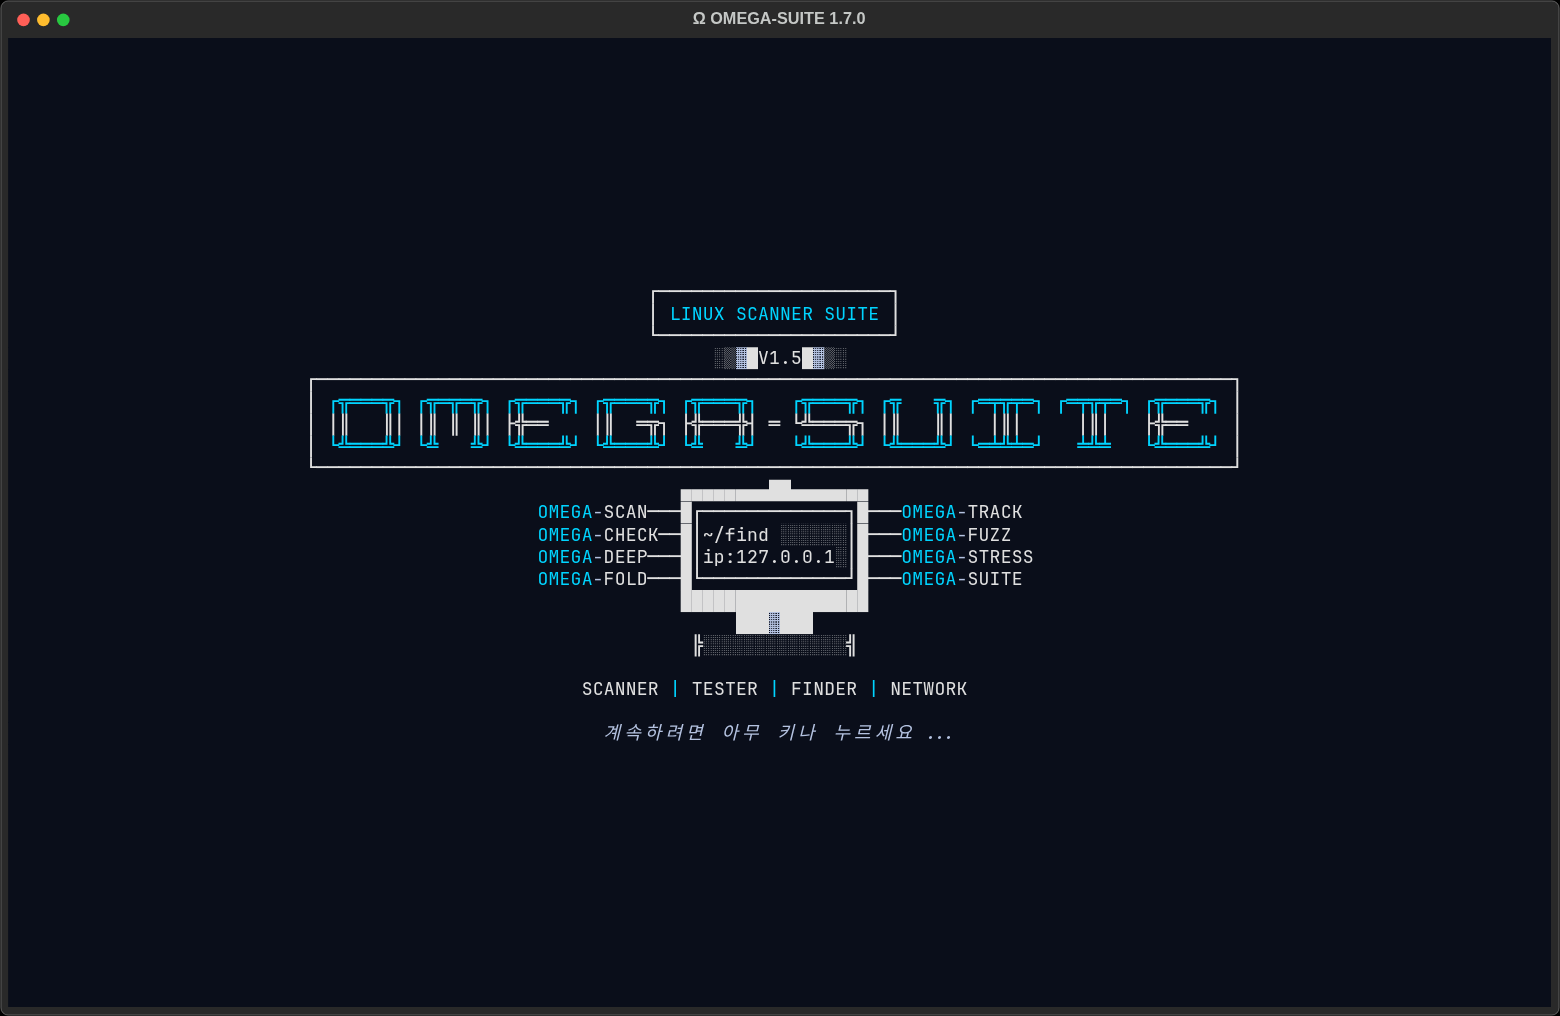 Ω OMEGA-SUITE 1.7.0
LINUX SCANNER SUITE
V1.5
OMEGA-SUITE
OMEGA-SCAN
OMEGA-CHECK
OMEGA-DEEP
OMEGA-FOLD
~/find
ip:127.0.0.1
OMEGA-TRACK
OMEGA-FUZZ
OMEGA-STRESS
OMEGA-SUITE
SCANNER | TESTER | FINDER | NETWORK
계속하려면 아무 키나 누르세요 ...